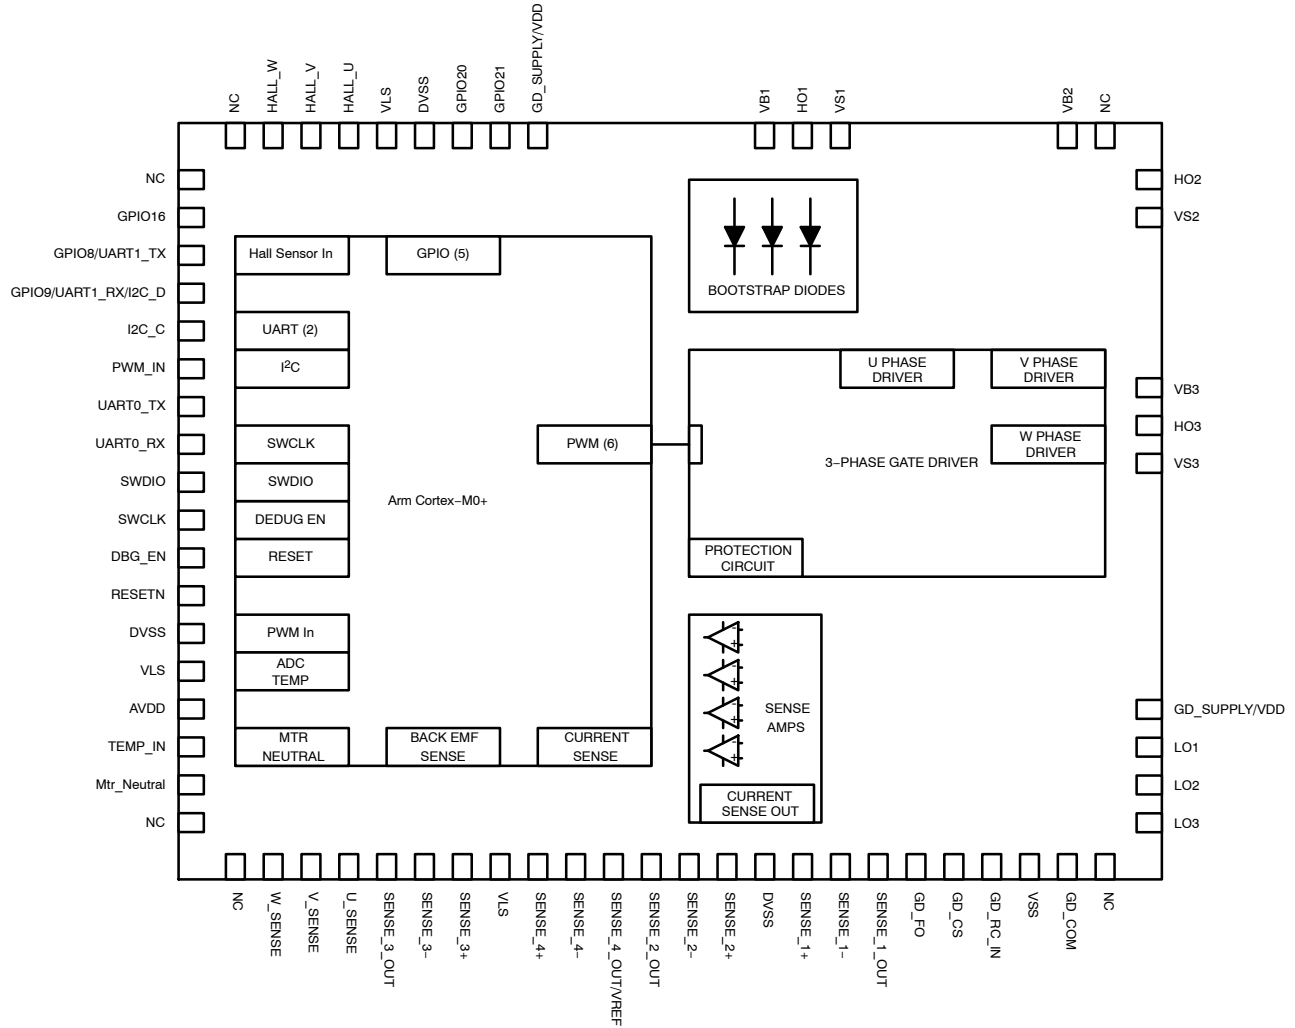 NC
HALL_W
HALL_V
HALL_U
VLS
DVSS
GPIO20
GPIO21
GD_SUPPLY/VDD
VB1
HO1
VS1
VB2
NC
NC
GPIO16
GPIO8/UART1_TX
GPIO9/UART1_RX/I2C_D
I2C_C
PWM_IN
UART0_TX
UART0_RX
SWDIO
SWCLK
DBG_EN
RESETN
DVSS
VLS
AVDD
TEMP_IN
Mtr_Neutral
NC
Hall Sensor In
GPIO (5)
UART (2)
I²C
SWCLK
SWDIO
DEDUG EN
RESET
PWM In
ADC
TEMP
MTR
NEUTRAL
BACK EMF
SENSE
CURRENT
SENSE
PWM (6)
Arm Cortex−M0+
BOOTSTRAP DIODES
U PHASE
DRIVER
V PHASE
DRIVER
W PHASE
DRIVER
3−PHASE GATE DRIVER
PROTECTION
CIRCUIT
-
+
-
+
-
+
-
+
SENSE
AMPS
CURRENT
SENSE OUT
HO2
VS2
VB3
HO3
VS3
GD_SUPPLY/VDD
LO1
LO2
LO3
NC
W_SENSE
V_SENSE
U_SENSE
SENSE_3_OUT
SENSE_3−
SENSE_3+
VLS
SENSE_4+
SENSE_4−
SENSE_4_OUT/VREF
SENSE_2_OUT
SENSE_2−
SENSE_2+
DVSS
SENSE_1+
SENSE_1−
SENSE_1_OUT
GD_FO
GD_CS
GD_RC_IN
VSS
GD_COM
NC